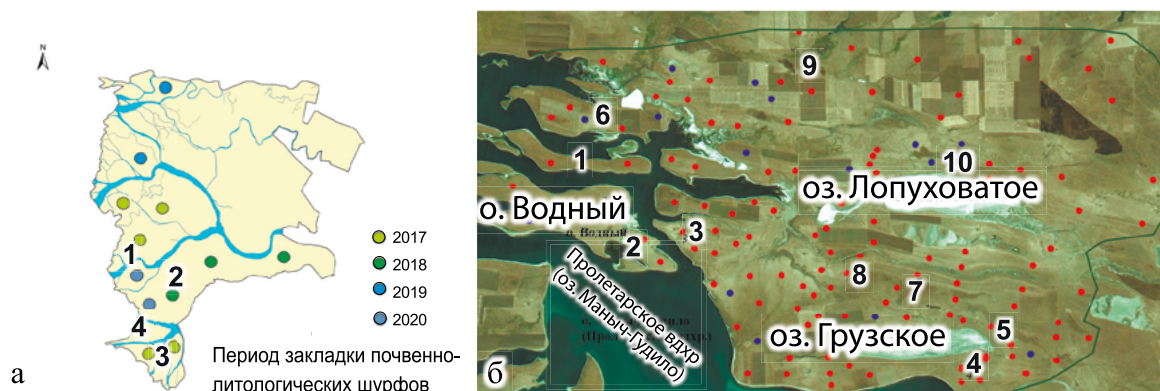 N
2017
2018
2019
2020
1
2
4
3
Период закладки почвенно-
литологических шурфов
а
9
6
1
10
оз. Лопуховатое
о. Водный
о. Водный
3
2
Пролетарское вдхр
(оз. Маныч-Гудило)
8
7
оз. Грузское
5
4
б